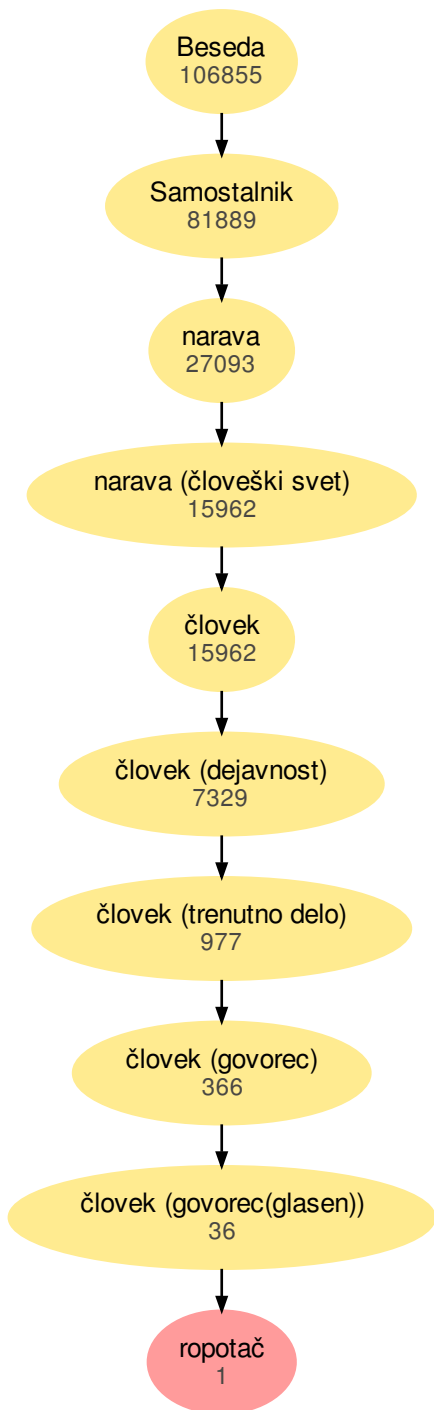 Beseda
106855
Samostalnik
81889
narava
27093
narava (človeški svet)
15962
človek
15962
človek (dejavnost)
7329
človek (trenutno delo)
977
človek (govorec)
366
človek (govorec(glasen))
36
ropotač
1